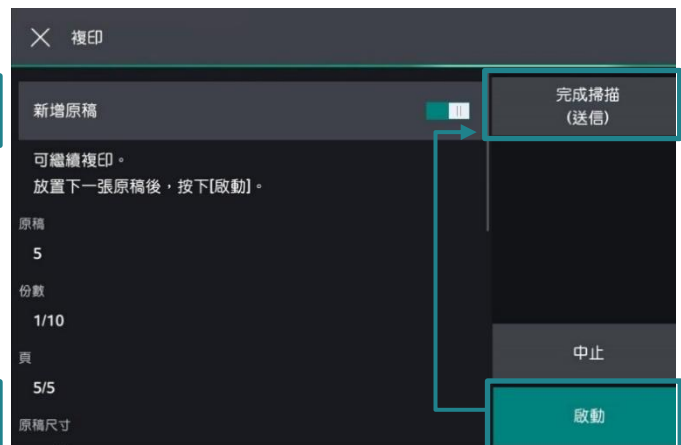 複印
新增原稿
完成掃描
(送信)
可繼續複印。
放置下一張原稿後，按下[啟動]。
原稿
5
份數
1/10
頁
5/5
原稿尺寸
中止
啟動